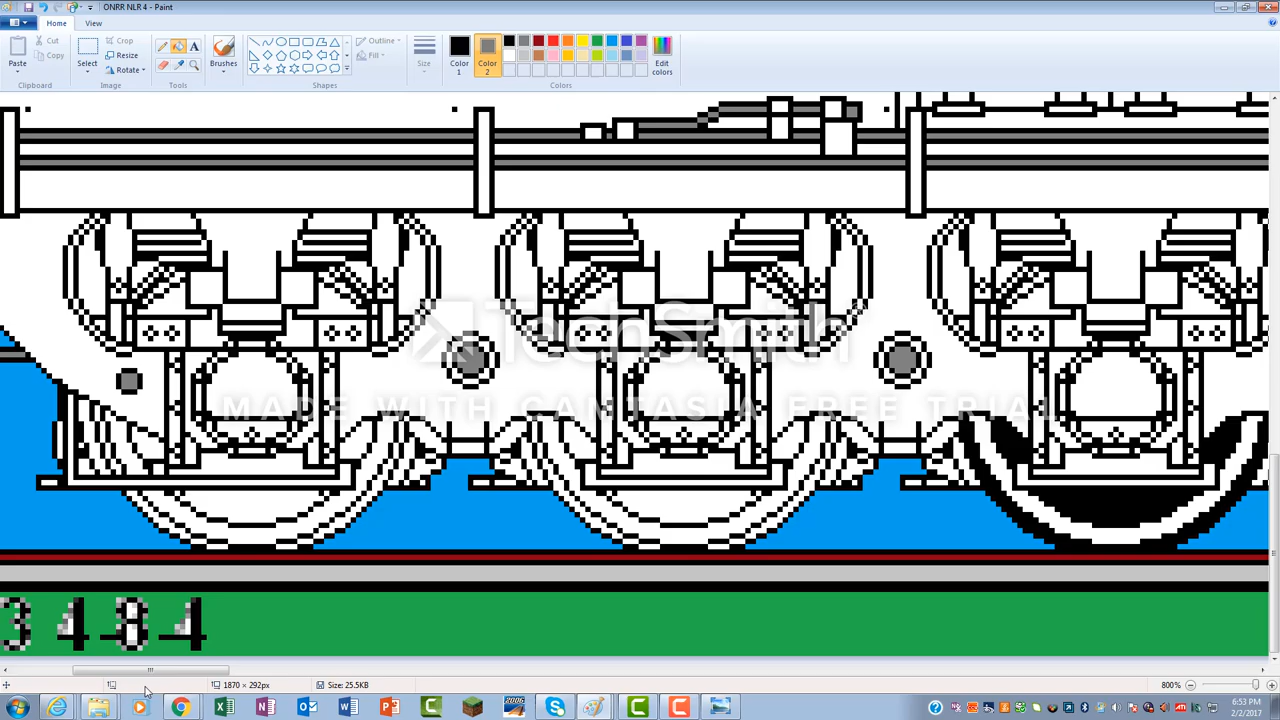 ONRR NLR 4 - Paint
Home View
Paste
Cut
Copy
Clipboard
Select
Crop
Resize
Rotate
Image
A
Tools
Brushes
Outline
Fill
Shapes
Size
Color 1
Color 2
Edit colors
Colors
TechSmith
MADE WITH CAMTASIA FREE TRIAL
3 4 8 4
1870 × 292px
Size: 25.5KB
800%
2006
6:53 PM
2/2/2017